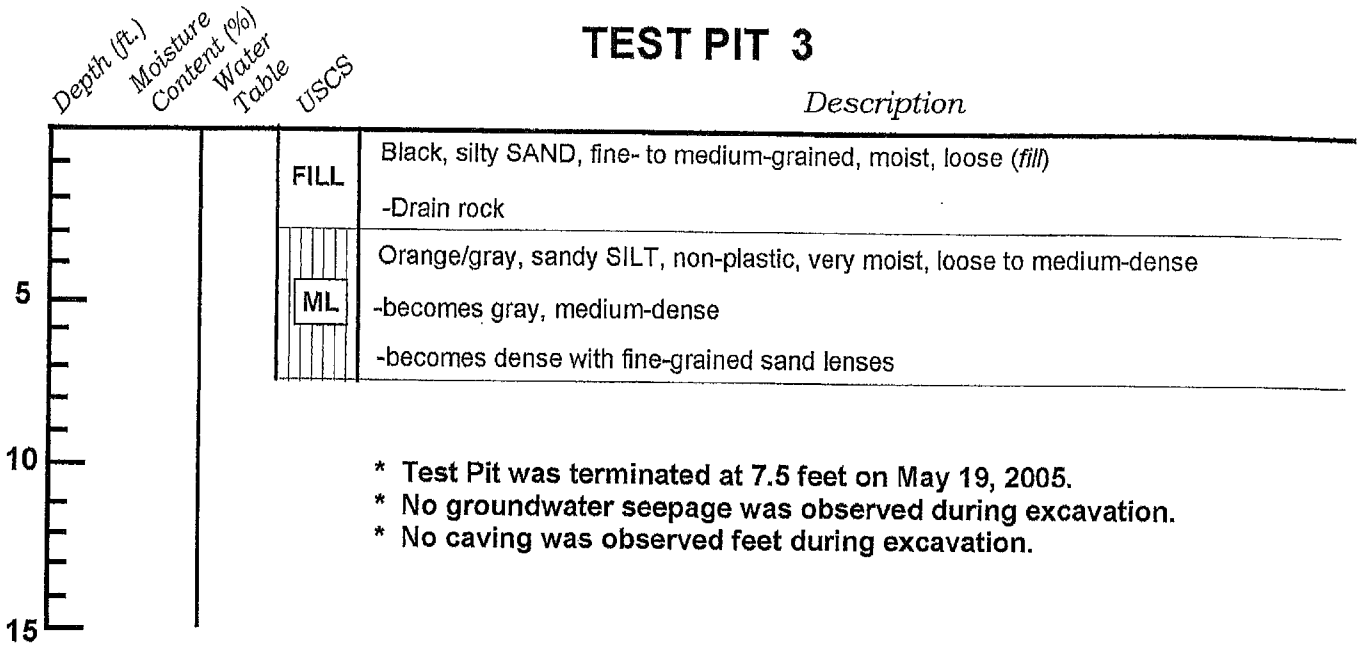 TEST PIT 3
Depth (ft.)
Moisture
Content (%)
Water
Table
USCS
Description
FILL
Black, silty SAND, fine- to medium-grained, moist, loose (fill)
-Drain rock
Orange/gray, sandy SILT, non-plastic, very moist, loose to medium-dense
5
ML
-becomes gray, medium-dense
-becomes dense with fine-grained sand lenses
10
* Test Pit was terminated at 7.5 feet on May 19, 2005.
* No groundwater seepage was observed during excavation.
* No caving was observed feet during excavation.
15